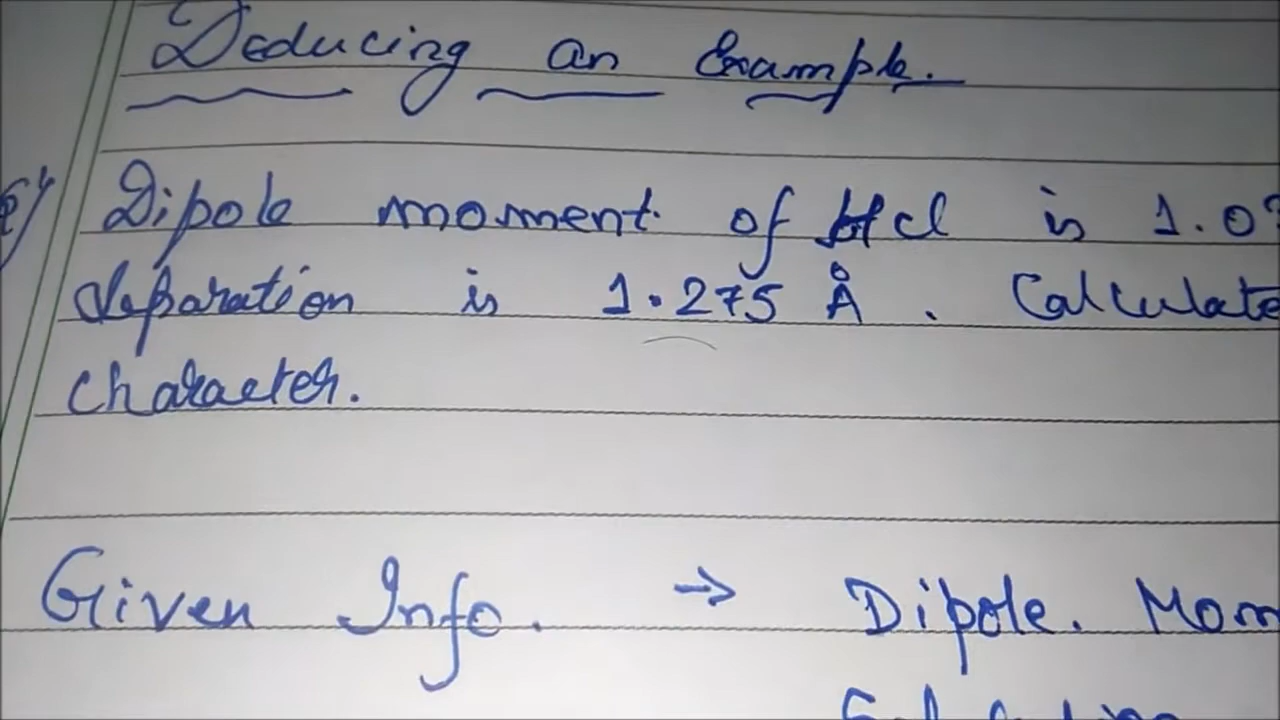 Deducing an Example.
Q) Dipole moment of HCl is 1.0
separation is 1.275 Å. Calculate
character.
Given Info. → Dipole. Mom